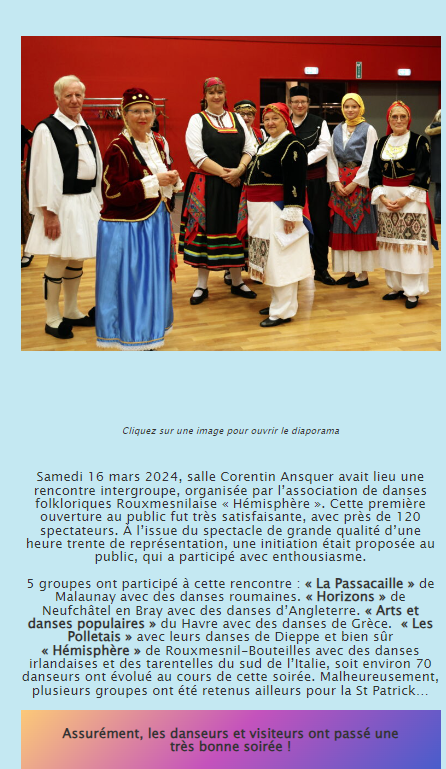 Cliquez sur une image pour ouvrir le diaporama
Samedi 16 mars 2024, salle Corentin Ansquer avait lieu une
rencontre intergroupe, organisée par l'association de danses
folkloriques Rouxmesnilaise « Hémisphère ». Cette première
ouverture au public fut très satisfaisante, avec près de 120
spectateurs. À l'issue du spectacle de grande qualité d'une
heure trente de représentation, une initiation était proposée au
public, qui a participé avec enthousiasme.
5 groupes ont participé à cette rencontre : « La Passacaille » de
Malaunay avec des danses roumaines. « Horizons » de
Neufchâtel en Bray avec des danses d'Angleterre. « Arts et
danses populaires » du Havre avec des danses de Grèce. « Les
Polletais » avec leurs danses de Dieppe et bien sûr
« Hémisphère » de Rouxmesnil-Bouteilles avec des danses
irlandaises et des tarentelles du sud de l'Italie, soit environ 70
danseurs ont évolué au cours de cette soirée. Malheureusement,
plusieurs groupes ont été retenus ailleurs pour la St Patrick...
Assurément, les danseurs et visiteurs ont passé une
très bonne soirée !